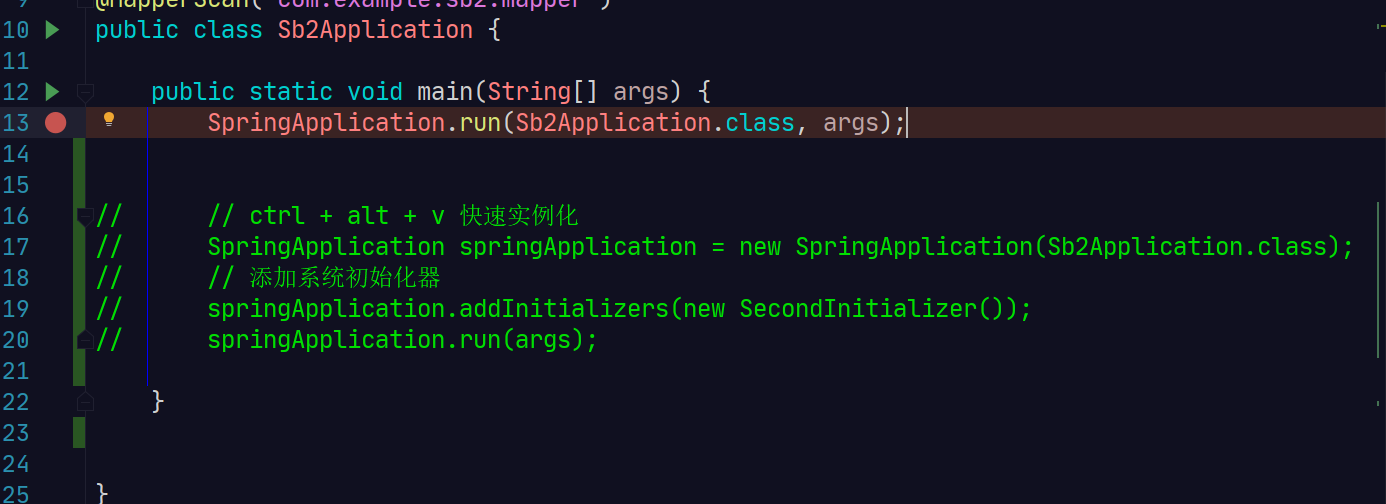 9 @MapperScan("com.example.sb2.mapper")
10 public class Sb2Application {
11
12 public static void main(String[] args) {
13 SpringApplication.run(Sb2Application.class, args);
14
15
16 // // ctrl + alt + v 快速实例化
17 // SpringApplication springApplication = new SpringApplication(Sb2Application.class);
18 // // 添加系统初始化器
19 // springApplication.addInitializers(new SecondInitializer());
20 // springApplication.run(args);
21
22 }
23
24
25 }